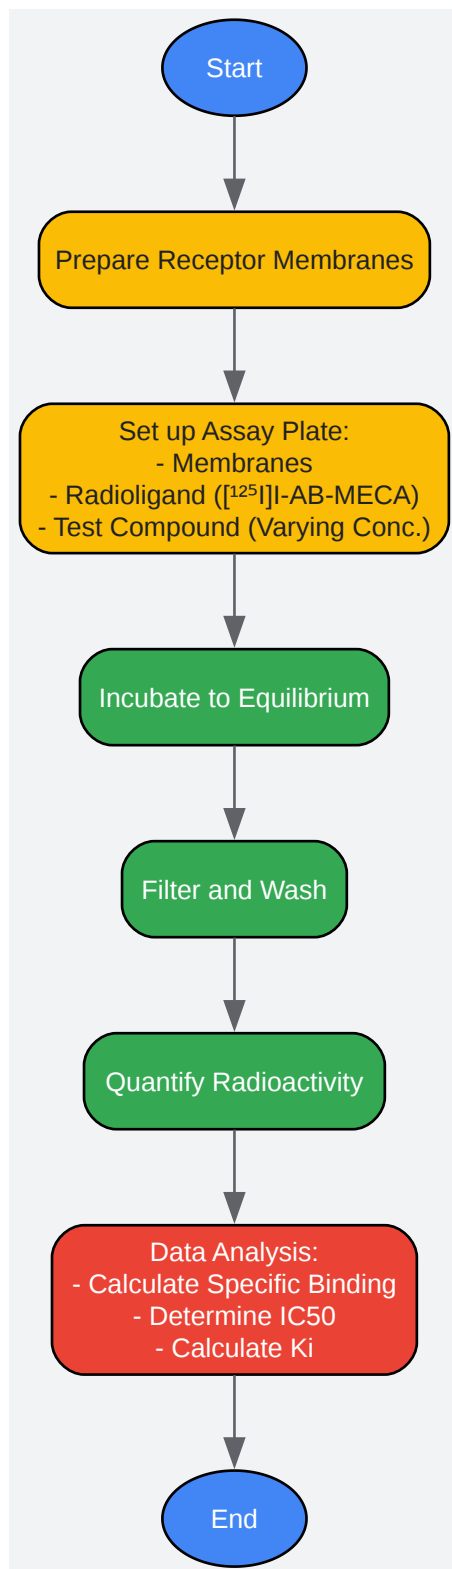 Start
Prepare Receptor Membranes
Set up Assay Plate:
- Membranes
- Radioligand ([¹²⁵I]I-AB-MECA)
- Test Compound (Varying Conc.)
Incubate to Equilibrium
Filter and Wash
Quantify Radioactivity
Data Analysis:
- Calculate Specific Binding
- Determine IC50
- Calculate Ki
End